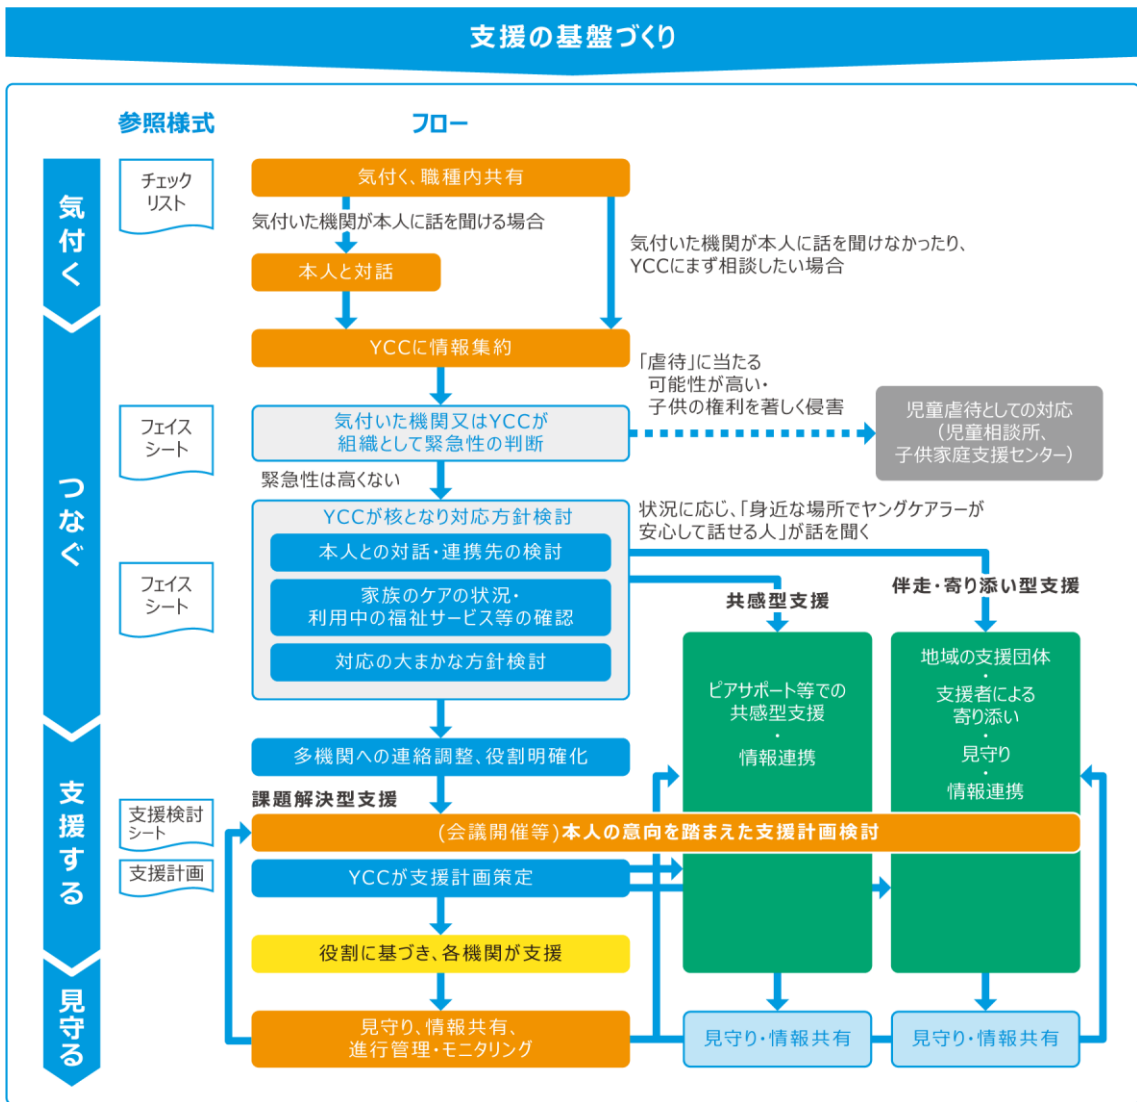 支援の基盤づくり
参照様式
フロー
気付く
チェック
リスト
気付く、職種内共有
気付いた機関が本人に話を聞ける場合
気付いた機関が本人に話を聞けなかったり、
YCCにまず相談したい場合
本人と対話
つなぐ
YCCに情報集約
「虐待」に当たる
可能性が高い・
子供の権利を著しく侵害
フェイス
シート
気付いた機関又はYCCが
組織として緊急性の判断
児童虐待としての対応
(児童相談所、
子供家庭支援センター)
緊急性は高くない
YCCが核となり対応方針検討
状況に応じ、「身近な場所でヤングケアラーが
安心して話せる人」が話を聞く
本人との対話・連携先の検討
フェイス
シート
家族のケアの状況・
利用中の福祉サービス等の確認
対応の大まかな方針検討
共感型支援
伴走・寄り添い型支援
ピアサポート等での
共感型支援
・
情報連携
地域の支援団体
・
支援者による
寄り添い
・
見守り
・
情報連携
支援する
多機関への連絡調整、役割明確化
課題解決型支援
支援検討
シート
(会議開催等)本人の意向を踏まえた支援計画検討
支援計画
YCCが支援計画策定
役割に基づき、各機関が支援
見守る
見守り、情報共有、
進行管理・モニタリング
見守り・情報共有
見守り・情報共有